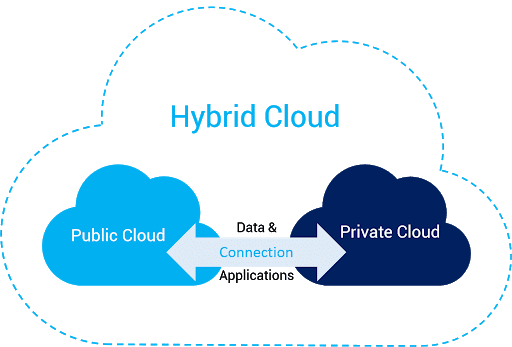 Hybrid Cloud
Public Cloud
Data &
Connection
Applications
Private Cloud